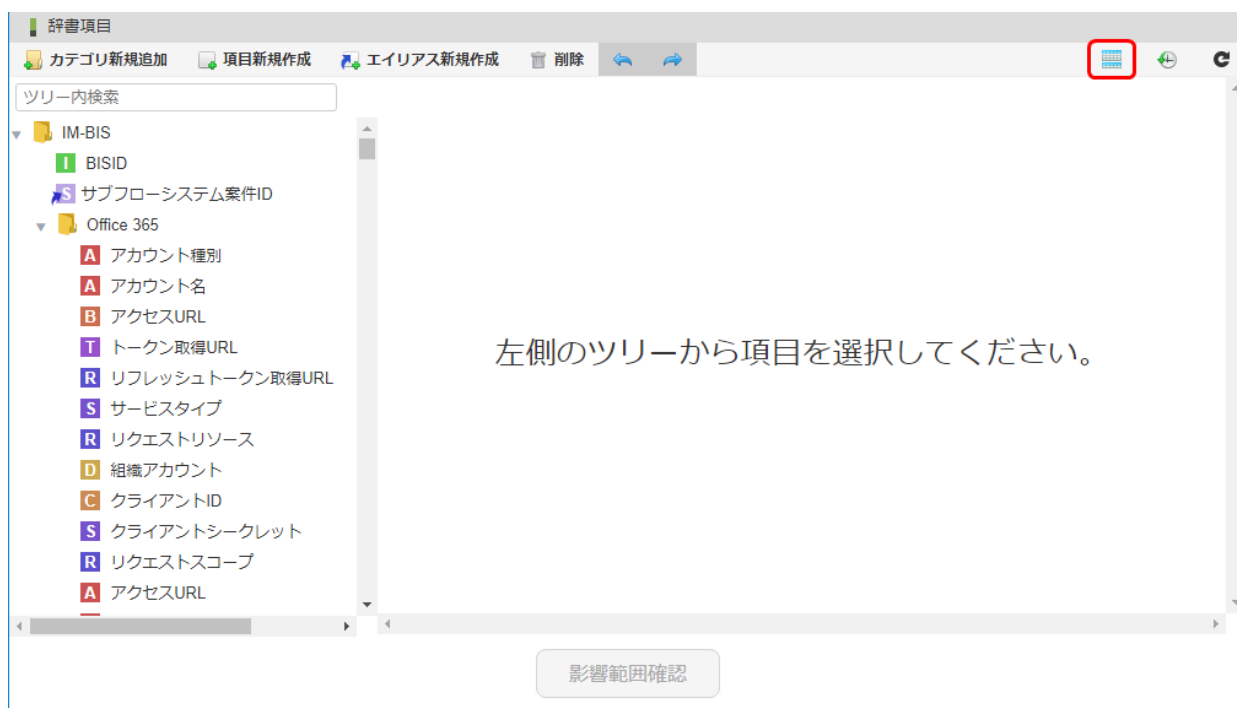 辞書項目
カテゴリ新規追加 項目新規作成 エイリアス新規作成 削除
ツリー内検索
IM-BIS
I BISID
S サブフローシステム案件ID
Office 365
A アカウント種別
A アカウント名
B アクセスURL
T トークン取得URL
R リフレッシュトークン取得URL
S サービスタイプ
R リクエストリソース
D 組織アカウント
C クライアントID
S クライアントシークレット
R リクエストスコープ
A アクセスURL
左側のツリーから項目を選択してください。
影響範囲確認